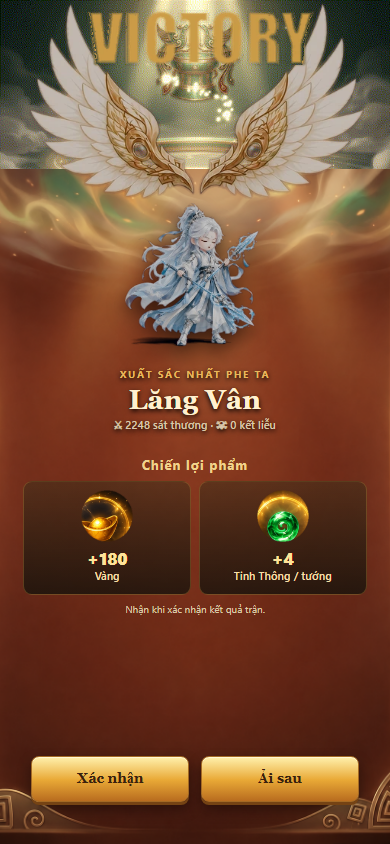 VICTORY
XUẤT SẮC NHẤT PHE TA
Lăng Vân
2248 sát thương · 0 kết liễu
Chiến lợi phẩm
+180
Vàng
+4
Tinh Thông / tướng
Nhận khi xác nhận kết quả trận.
Xác nhận
Ải sau